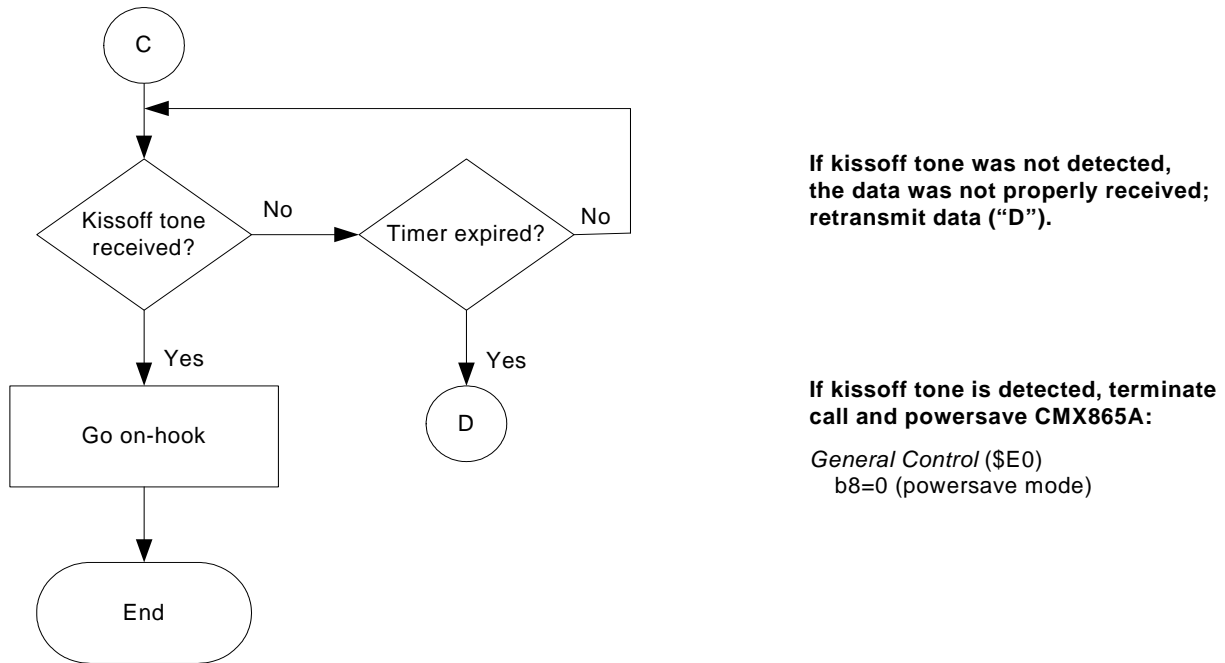 C
Kissoff tone
received?
No
Timer expired?
No
Yes
Yes
Go on-hook
D
End
If kissoff tone was not detected,
the data was not properly received;
retransmit data (“D”).
If kissoff tone is detected, terminate
call and powersave CMX865A:
General Control ($E0)
b8=0 (powersave mode)